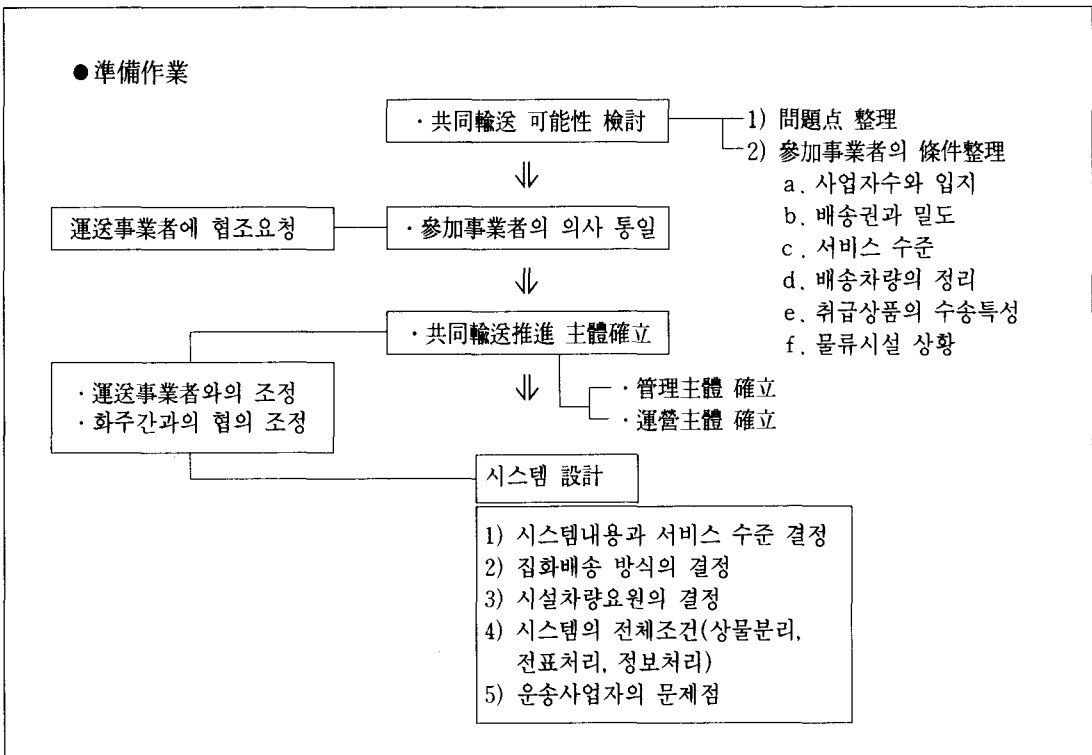 ●準備作業
·共同輸送 可能性 檢討
1) 問題点 整理
2) 參加事業者의 條件整理
a. 사업자수와 입지
b. 배송권과 밀도
c. 서비스 수준
d. 배송차량의 정리
e. 취급상품의 수송특성
f. 물류시설 상황
運送事業者에 협조요청
·參加事業者의 의사 통일
·共同輸送推進 主體確立
·管理主體 確立
·運營主體 確立
·運送事業者와의 조정
·화주간과의 협의 조정
시스템 設計
1) 시스템내용과 서비스 수준 결정
2) 집화배송 방식의 결정
3) 시설차량요원의 결정
4) 시스템의 전체조건(상물분리,
전표처리, 정보처리)
5) 운송사업자의 문제점